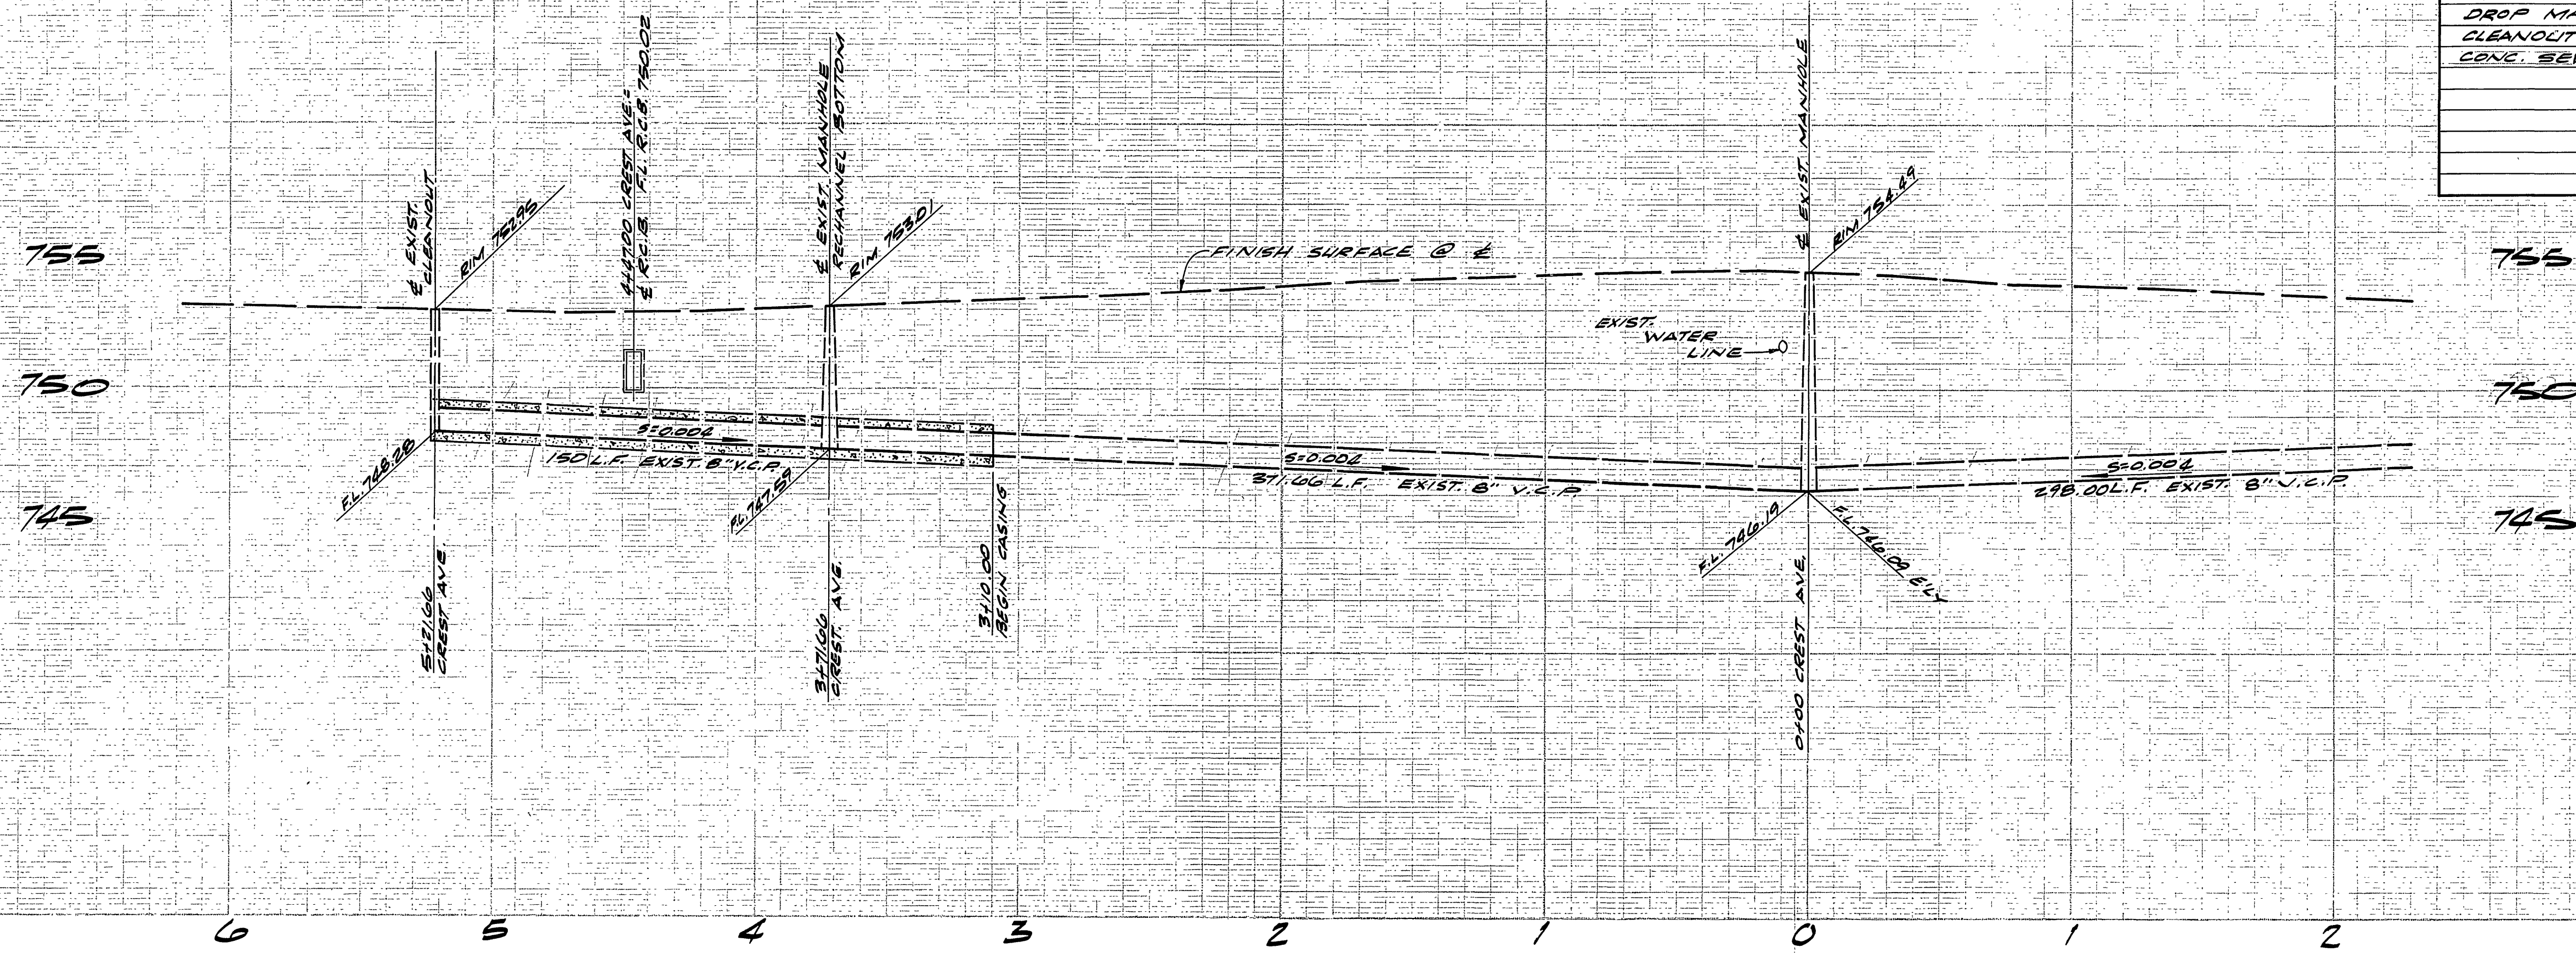 DROP MA
CLEANOUT
CONC. SEW
℄ EXIST.
CLEANOUT
RIM 752.95
4+47.00 CREST AVE.=
℄ R.C.B. F.L. R.C.B. 750.02
℄ EXIST. MANHOLE
RECHANNEL BOTTOM
RIM 753.01
FINISH SURFACE @ ℄
℄ EXIST. MANHOLE
RIM 754.49
755
755
EXIST.
WATER
LINE
750
750
S=0.004
150 L.F. EXIST. 8" V.C.P.
F.L. 748.28
F.L. 747.59
S=0.004
371.66 L.F. EXIST. 8" V.C.P
S=0.004
298.00 L.F. EXIST. 8" V.C.P.
745
745
F.L. 746.19
F.L. 746.09 E'LY
5+21.66
CREST AVE.
3+71.66
CREST. AVE.
3+10.00
BEGIN CASING
0+00 CREST AVE.
6 5 4 3 2 1 0 1 2